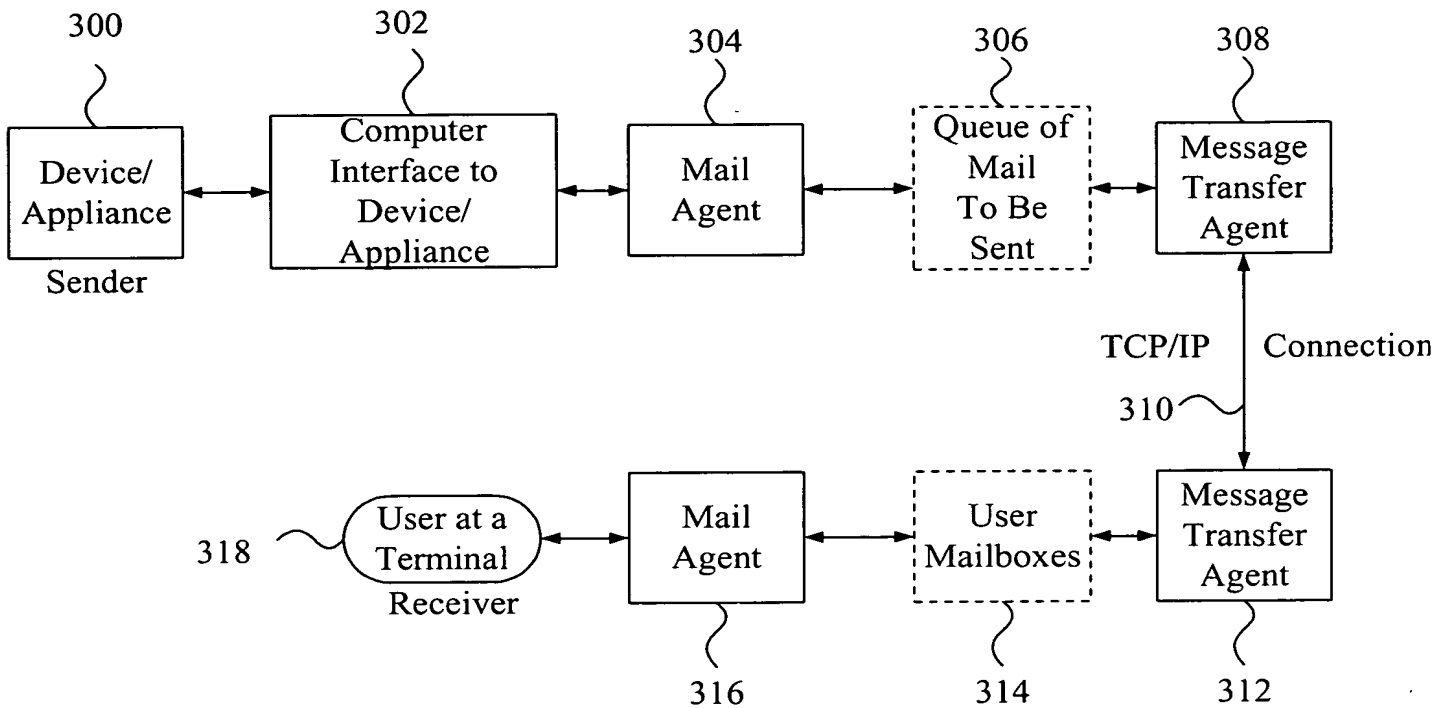 300
302
304
306
308
Device/
Appliance
Sender
Computer
Interface to
Device/
Appliance
Mail
Agent
Queue of
Mail
To Be
Sent
Message
Transfer
Agent
TCP/IP Connection
310
318
User at a
Terminal
Receiver
Mail
Agent
User
Mailboxes
Message
Transfer
Agent
316
314
312